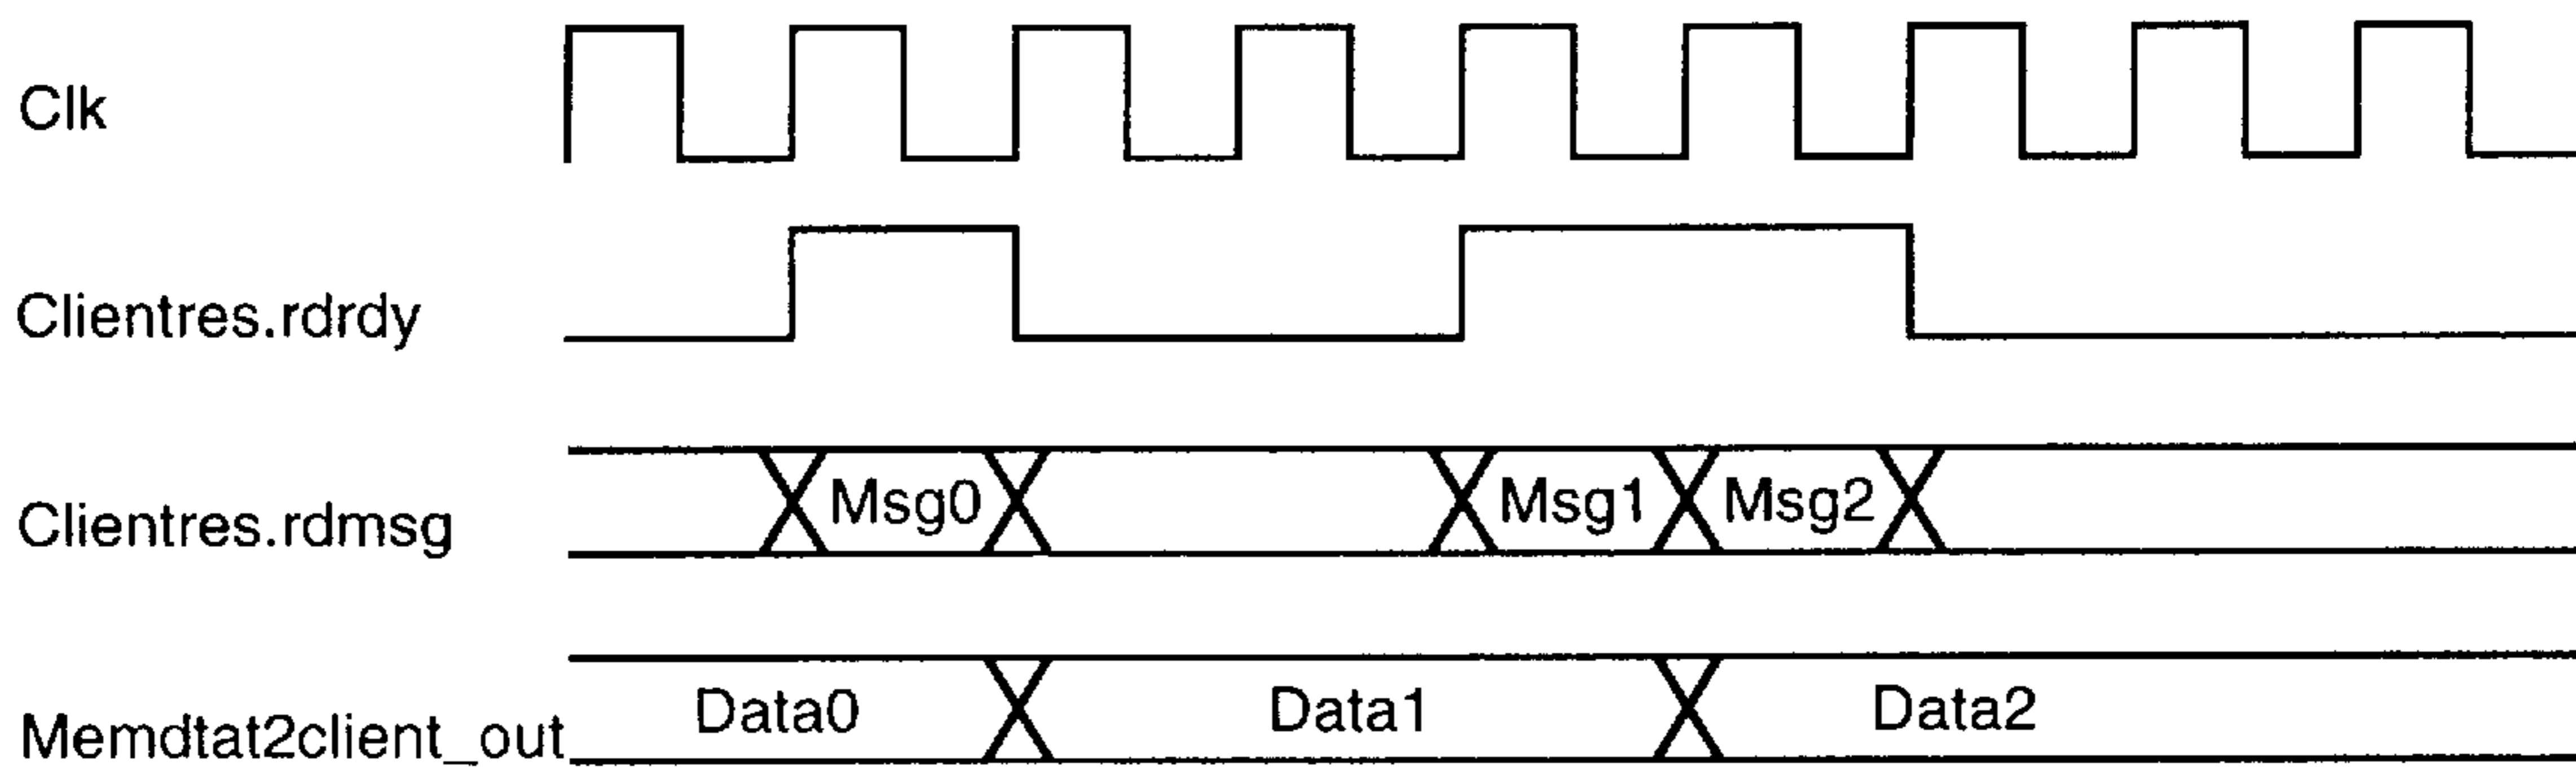 Clk
Clientres.rdrdy
Clientres.rdmsg Msg0 Msg1 Msg2
Memdtat2client_out Data0 Data1 Data2